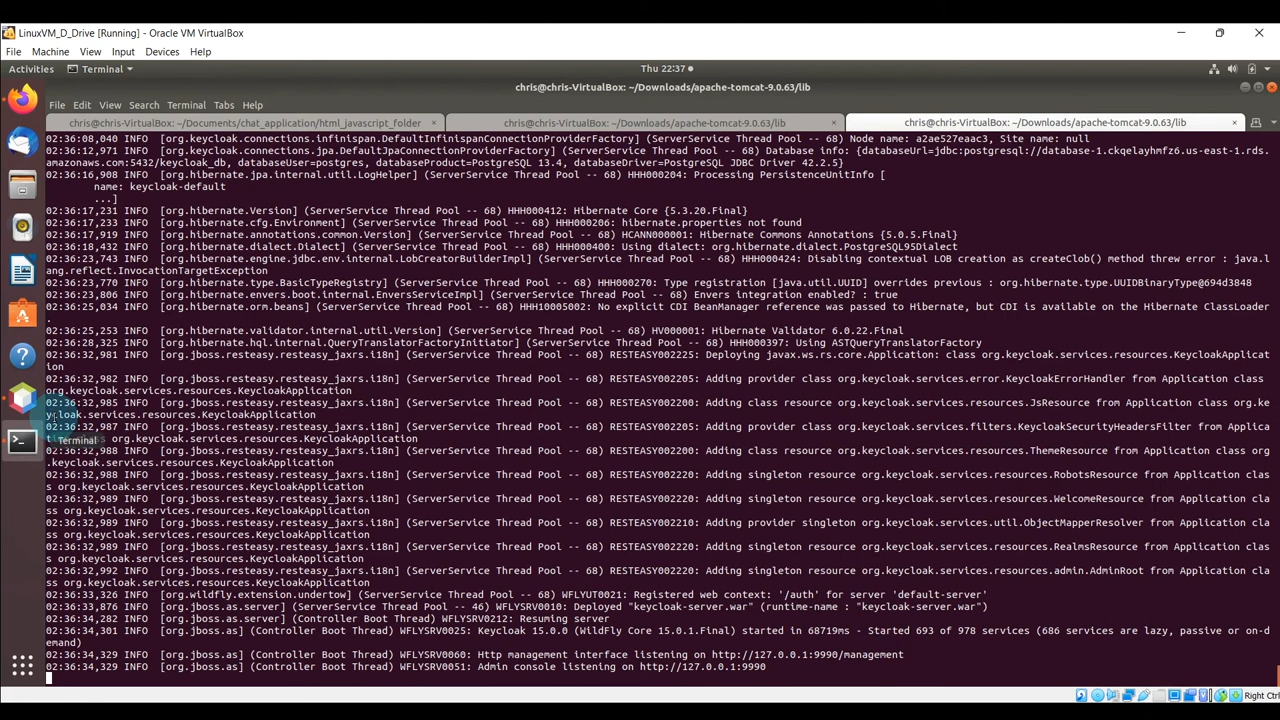 LinuxVM_D_Drive [Running] - Oracle VM VirtualBox
File Machine View Input Devices Help
Activities Terminal Thu 22:37
chris@chris-VirtualBox: ~/Downloads/apache-tomcat-9.0.63/lib
File Edit View Search Terminal Tabs Help
chris@chris-VirtualBox: ~/Documents/chat_application/html_javascript_folder × chris@chris-VirtualBox: ~/Downloads/apache-tomcat-9.0.63/lib × chris@chris-VirtualBox: ~/Downloads/apache-tomcat-9.0.63/lib ×
02:36:08,040 INFO [org.keycloak.connections.infinispan.DefaultInfinispanConnectionProviderFactory] (ServerService Thread Pool -- 68) Node name: a2ae527eaac3, Site name: null
02:36:12,971 INFO [org.keycloak.connections.jpa.DefaultJpaConnectionProviderFactory] (ServerService Thread Pool -- 68) Database info: {databaseUrl=jdbc:postgresql://database-1.ckqelayhmfz6.us-east-1.rds.
amazonaws.com:5432/keycloak_db, databaseUser=postgres, databaseProduct=PostgreSQL 13.4, databaseDriver=PostgreSQL JDBC Driver 42.2.5}
02:36:16,908 INFO [org.hibernate.jpa.internal.util.LogHelper] (ServerService Thread Pool -- 68) HHH000204: Processing PersistenceUnitInfo [
name: keycloak-default
...]
02:36:17,231 INFO [org.hibernate.Version] (ServerService Thread Pool -- 68) HHH000412: Hibernate Core {5.3.20.Final}
02:36:17,233 INFO [org.hibernate.cfg.Environment] (ServerService Thread Pool -- 68) HHH000206: hibernate.properties not found
02:36:17,919 INFO [org.hibernate.annotations.common.Version] (ServerService Thread Pool -- 68) HCANN000001: Hibernate Commons Annotations {5.0.5.Final}
02:36:18,432 INFO [org.hibernate.dialect.Dialect] (ServerService Thread Pool -- 68) HHH000400: Using dialect: org.hibernate.dialect.PostgreSQL95Dialect
02:36:23,743 INFO [org.hibernate.engine.jdbc.env.internal.LobCreatorBuilderImpl] (ServerService Thread Pool -- 68) HHH000424: Disabling contextual LOB creation as createClob() method threw error : java.l
ang.reflect.InvocationTargetException
02:36:23,770 INFO [org.hibernate.type.BasicTypeRegistry] (ServerService Thread Pool -- 68) HHH000270: Type registration [java.util.UUID] overrides previous : org.hibernate.type.UUIDBinaryType@694d3848
02:36:23,806 INFO [org.hibernate.envers.boot.internal.EnversServiceImpl] (ServerService Thread Pool -- 68) Envers integration enabled? : true
02:36:25,034 INFO [org.hibernate.orm.beans] (ServerService Thread Pool -- 68) HHH10005002: No explicit CDI BeanManager reference was passed to Hibernate, but CDI is available on the Hibernate ClassLoader
.
02:36:25,253 INFO [org.hibernate.validator.internal.util.Version] (ServerService Thread Pool -- 68) HV000001: Hibernate Validator 6.0.22.Final
02:36:28,325 INFO [org.hibernate.hql.internal.QueryTranslatorFactoryInitiator] (ServerService Thread Pool -- 68) HHH000397: Using ASTQueryTranslatorFactory
02:36:32,981 INFO [org.jboss.resteasy.resteasy_jaxrs.i18n] (ServerService Thread Pool -- 68) RESTEASY002225: Deploying javax.ws.rs.core.Application: class org.keycloak.services.resources.KeycloakApplicat
ion
02:36:32,982 INFO [org.jboss.resteasy.resteasy_jaxrs.i18n] (ServerService Thread Pool -- 68) RESTEASY002205: Adding provider class org.keycloak.services.error.KeycloakErrorHandler from Application class
org.keycloak.services.resources.KeycloakApplication
02:36:32,985 INFO [org.jboss.resteasy.resteasy_jaxrs.i18n] (ServerService Thread Pool -- 68) RESTEASY002200: Adding class resource org.keycloak.services.resources.JsResource from Application class org.ke
ycloak.services.resources.KeycloakApplication
02:36:32,987 INFO [org.jboss.resteasy.resteasy_jaxrs.i18n] (ServerService Thread Pool -- 68) RESTEASY002205: Adding provider class org.keycloak.services.filters.KeycloakSecurityHeadersFilter from Applica
Terminal org.keycloak.services.resources.KeycloakApplication
02:36:32,988 INFO [org.jboss.resteasy.resteasy_jaxrs.i18n] (ServerService Thread Pool -- 68) RESTEASY002200: Adding class resource org.keycloak.services.resources.ThemeResource from Application class org
.keycloak.services.resources.KeycloakApplication
02:36:32,988 INFO [org.jboss.resteasy.resteasy_jaxrs.i18n] (ServerService Thread Pool -- 68) RESTEASY002220: Adding singleton resource org.keycloak.services.resources.RobotsResource from Application cla
ss org.keycloak.services.resources.KeycloakApplication
02:36:32,989 INFO [org.jboss.resteasy.resteasy_jaxrs.i18n] (ServerService Thread Pool -- 68) RESTEASY002220: Adding singleton resource org.keycloak.services.resources.WelcomeResource from Application cla
ss org.keycloak.services.resources.KeycloakApplication
02:36:32,989 INFO [org.jboss.resteasy.resteasy_jaxrs.i18n] (ServerService Thread Pool -- 68) RESTEASY002210: Adding provider singleton org.keycloak.services.util.ObjectMapperResolver from Application cla
ss org.keycloak.services.resources.KeycloakApplication
02:36:32,989 INFO [org.jboss.resteasy.resteasy_jaxrs.i18n] (ServerService Thread Pool -- 68) RESTEASY002220: Adding singleton resource org.keycloak.services.resources.RealmsResource from Application cla
ss org.keycloak.services.resources.KeycloakApplication
02:36:32,992 INFO [org.jboss.resteasy.resteasy_jaxrs.i18n] (ServerService Thread Pool -- 68) RESTEASY002220: Adding singleton resource org.keycloak.services.resources.admin.AdminRoot from Application cla
ss org.keycloak.services.resources.KeycloakApplication
02:36:33,326 INFO [org.wildfly.extension.undertow] (ServerService Thread Pool -- 68) WFLYUT0021: Registered web context: '/auth' for server 'default-server'
02:36:33,876 INFO [org.jboss.as.server] (ServerService Thread Pool -- 46) WFLYSRV0010: Deployed "keycloak-server.war" (runtime-name : "keycloak-server.war")
02:36:34,282 INFO [org.jboss.as.server] (Controller Boot Thread) WFLYSRV0212: Resuming server
02:36:34,301 INFO [org.jboss.as] (Controller Boot Thread) WFLYSRV0025: Keycloak 15.0.0 (WildFly Core 15.0.1.Final) started in 68719ms - Started 693 of 978 services (686 services are lazy, passive or on-d
emand)
02:36:34,329 INFO [org.jboss.as] (Controller Boot Thread) WFLYSRV0060: Http management interface listening on http://127.0.0.1:9990/management
02:36:34,329 INFO [org.jboss.as] (Controller Boot Thread) WFLYSRV0051: Admin console listening on http://127.0.0.1:9990
Right Ctrl